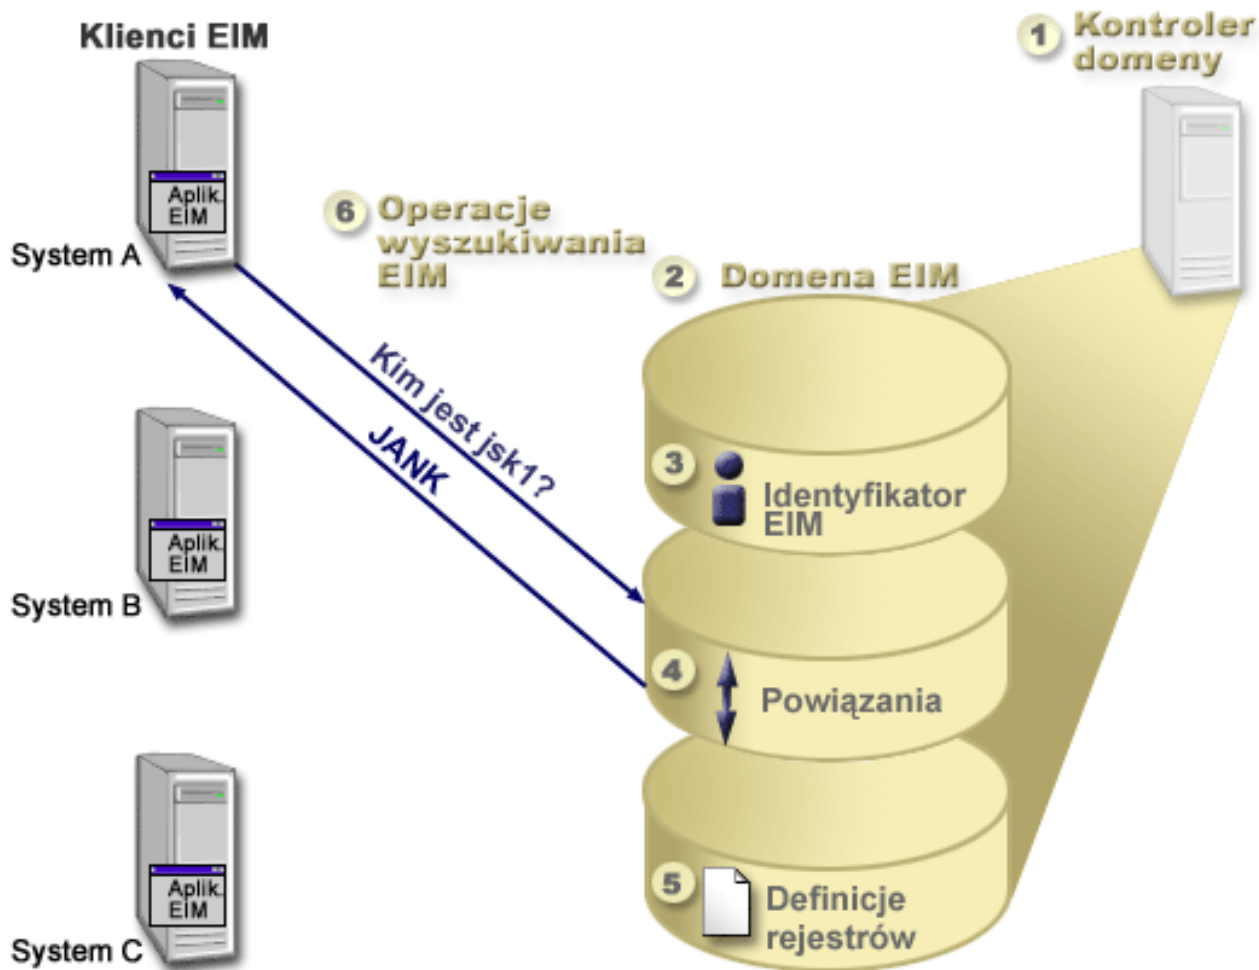 Klienci EIM
1 Kontroler
domeny
Aplik.
EIM
System A
6 Operacje
wyszukiwania
EIM
2 Domena EIM
Kim jest jsk1?
JANK
3 Identyfikator
EIM
Aplik.
EIM
System B
4 Powiązania
Aplik.
EIM
System C
5 Definicje
rejestrów